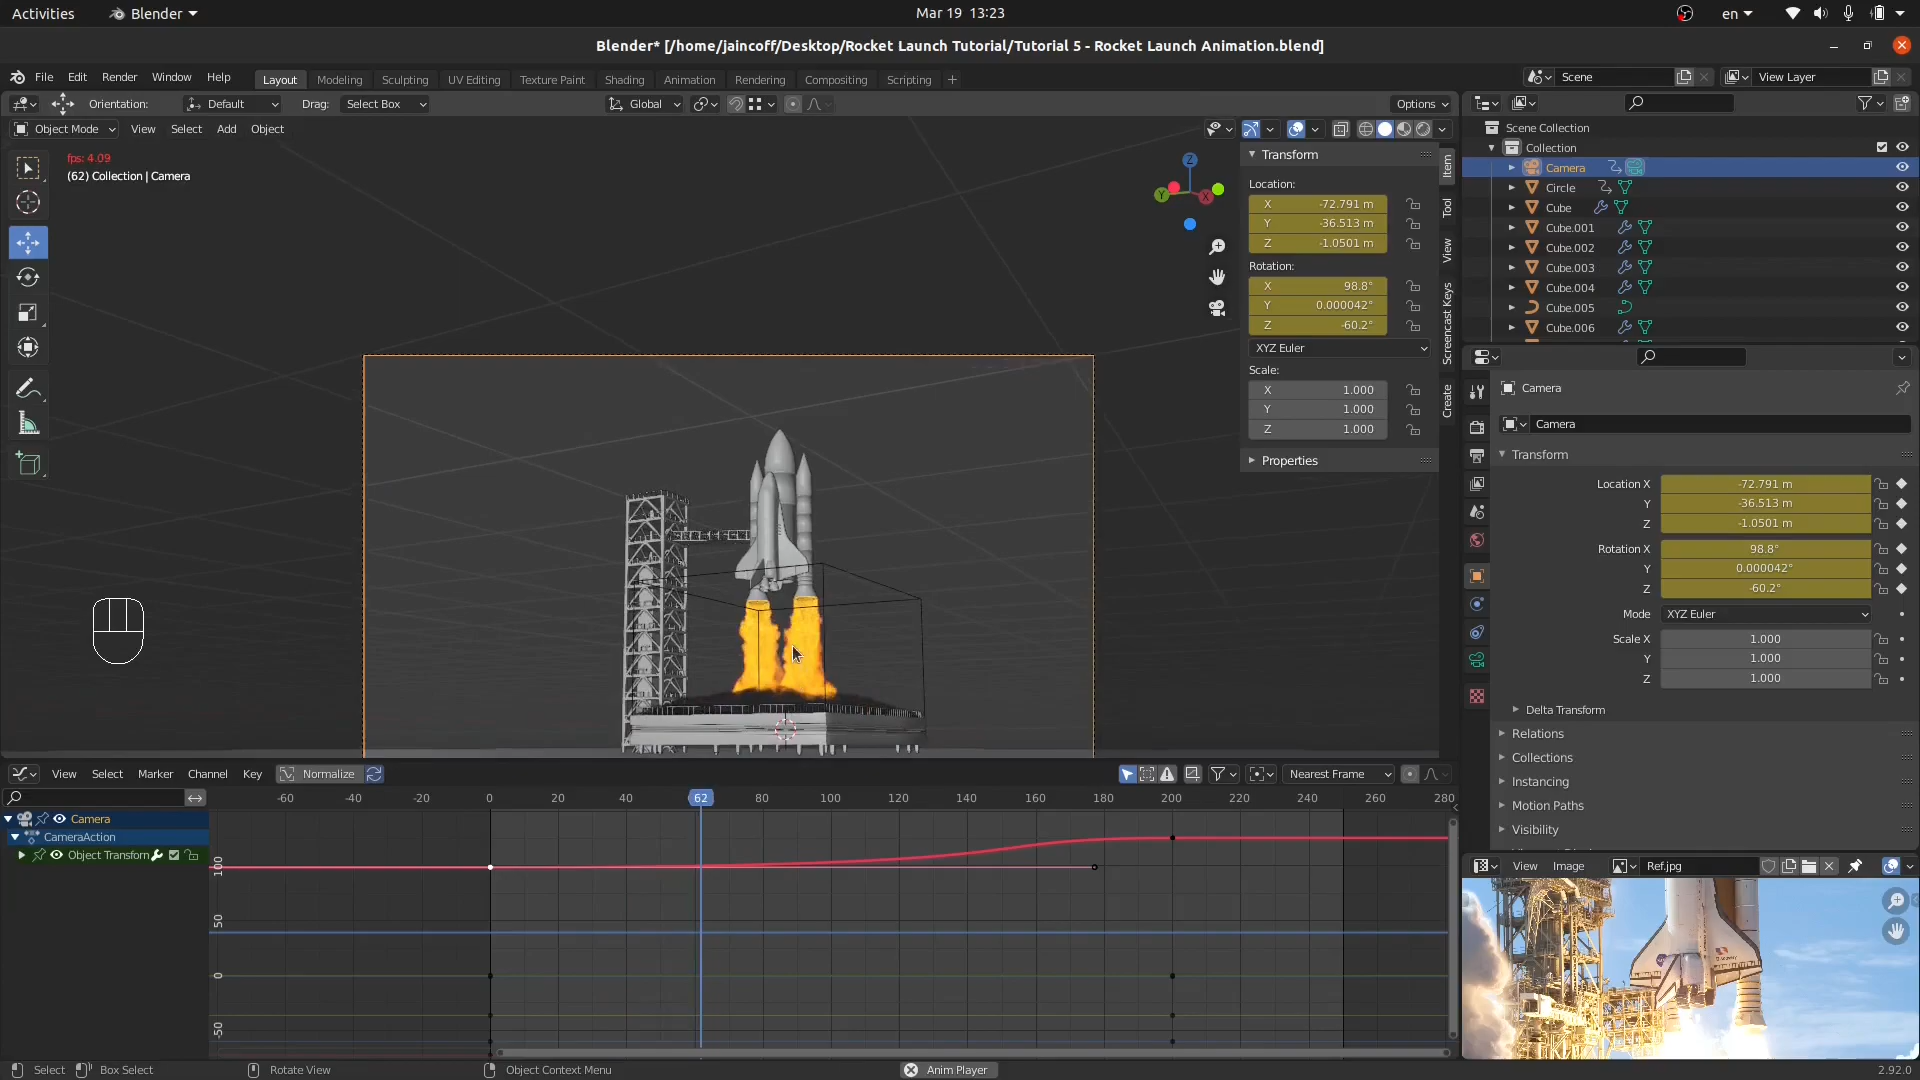 Activities Blender Mar 19 13:23 en
Blender* [/home/jaincoff/Desktop/Rocket Launch Tutorial/Tutorial 5 - Rocket Launch Animation.blend]
File Edit Render Window Help Layout Modeling Sculpting UV Editing Texture Paint Shading Animation Rendering Compositing Scripting + Scene View Layer
Orientation: Default Drag: Select Box Global Options
Object Mode View Select Add Object
fps: 4.09
(62) Collection | Camera
Z
Y
X
Transform
Location:
X -72.791 m
Y -36.513 m
Z -1.0501 m
Rotation:
X 98.8°
Y 0.000042°
Z -60.2°
XYZ Euler
Scale:
X 1.000
Y 1.000
Z 1.000
Properties
Item
Tool
View
Screencast Keys
Create
Scene Collection
Collection
Camera
Circle
Cube
Cube.001
Cube.002
Cube.003
Cube.004
Cube.005
Cube.006
Camera
Camera
Transform
Location X -72.791 m
Y -36.513 m
Z -1.0501 m
Rotation X 98.8°
Y 0.000042°
Z -60.2°
Mode XYZ Euler
Scale X 1.000
Y 1.000
Z 1.000
Delta Transform
Relations
Collections
Instancing
Motion Paths
Visibility
View Select Marker Channel Key Normalize Nearest Frame
-60 -40 -20 0 20 40 62 80 100 120 140 160 180 200 220 240 260 280
Camera
CameraAction
Object Transform
100
50
0
-50
View Image Ref.jpg
Select Box Select Rotate View Object Context Menu Anim Player 2.92.0